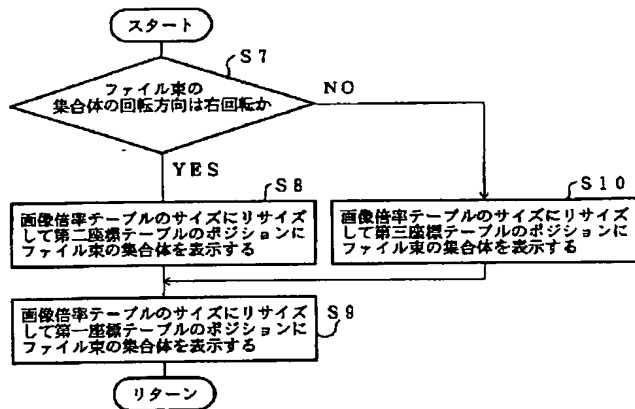 スタート
S7
ファイル束の
集合体の回転方向は右回転か
NO
YES
S8
画像倍率テーブルのサイズにリサイズ
して第二座標テーブルのポジションに
ファイル束の集合体を表示する
S10
画像倍率テーブルのサイズにリサイズ
して第三座標テーブルのポジションに
ファイル束の集合体を表示する
画像倍率テーブルのサイズにリサイズ
して第一座標テーブルのポジションに
ファイル束の集合体を表示する
S9
リターン